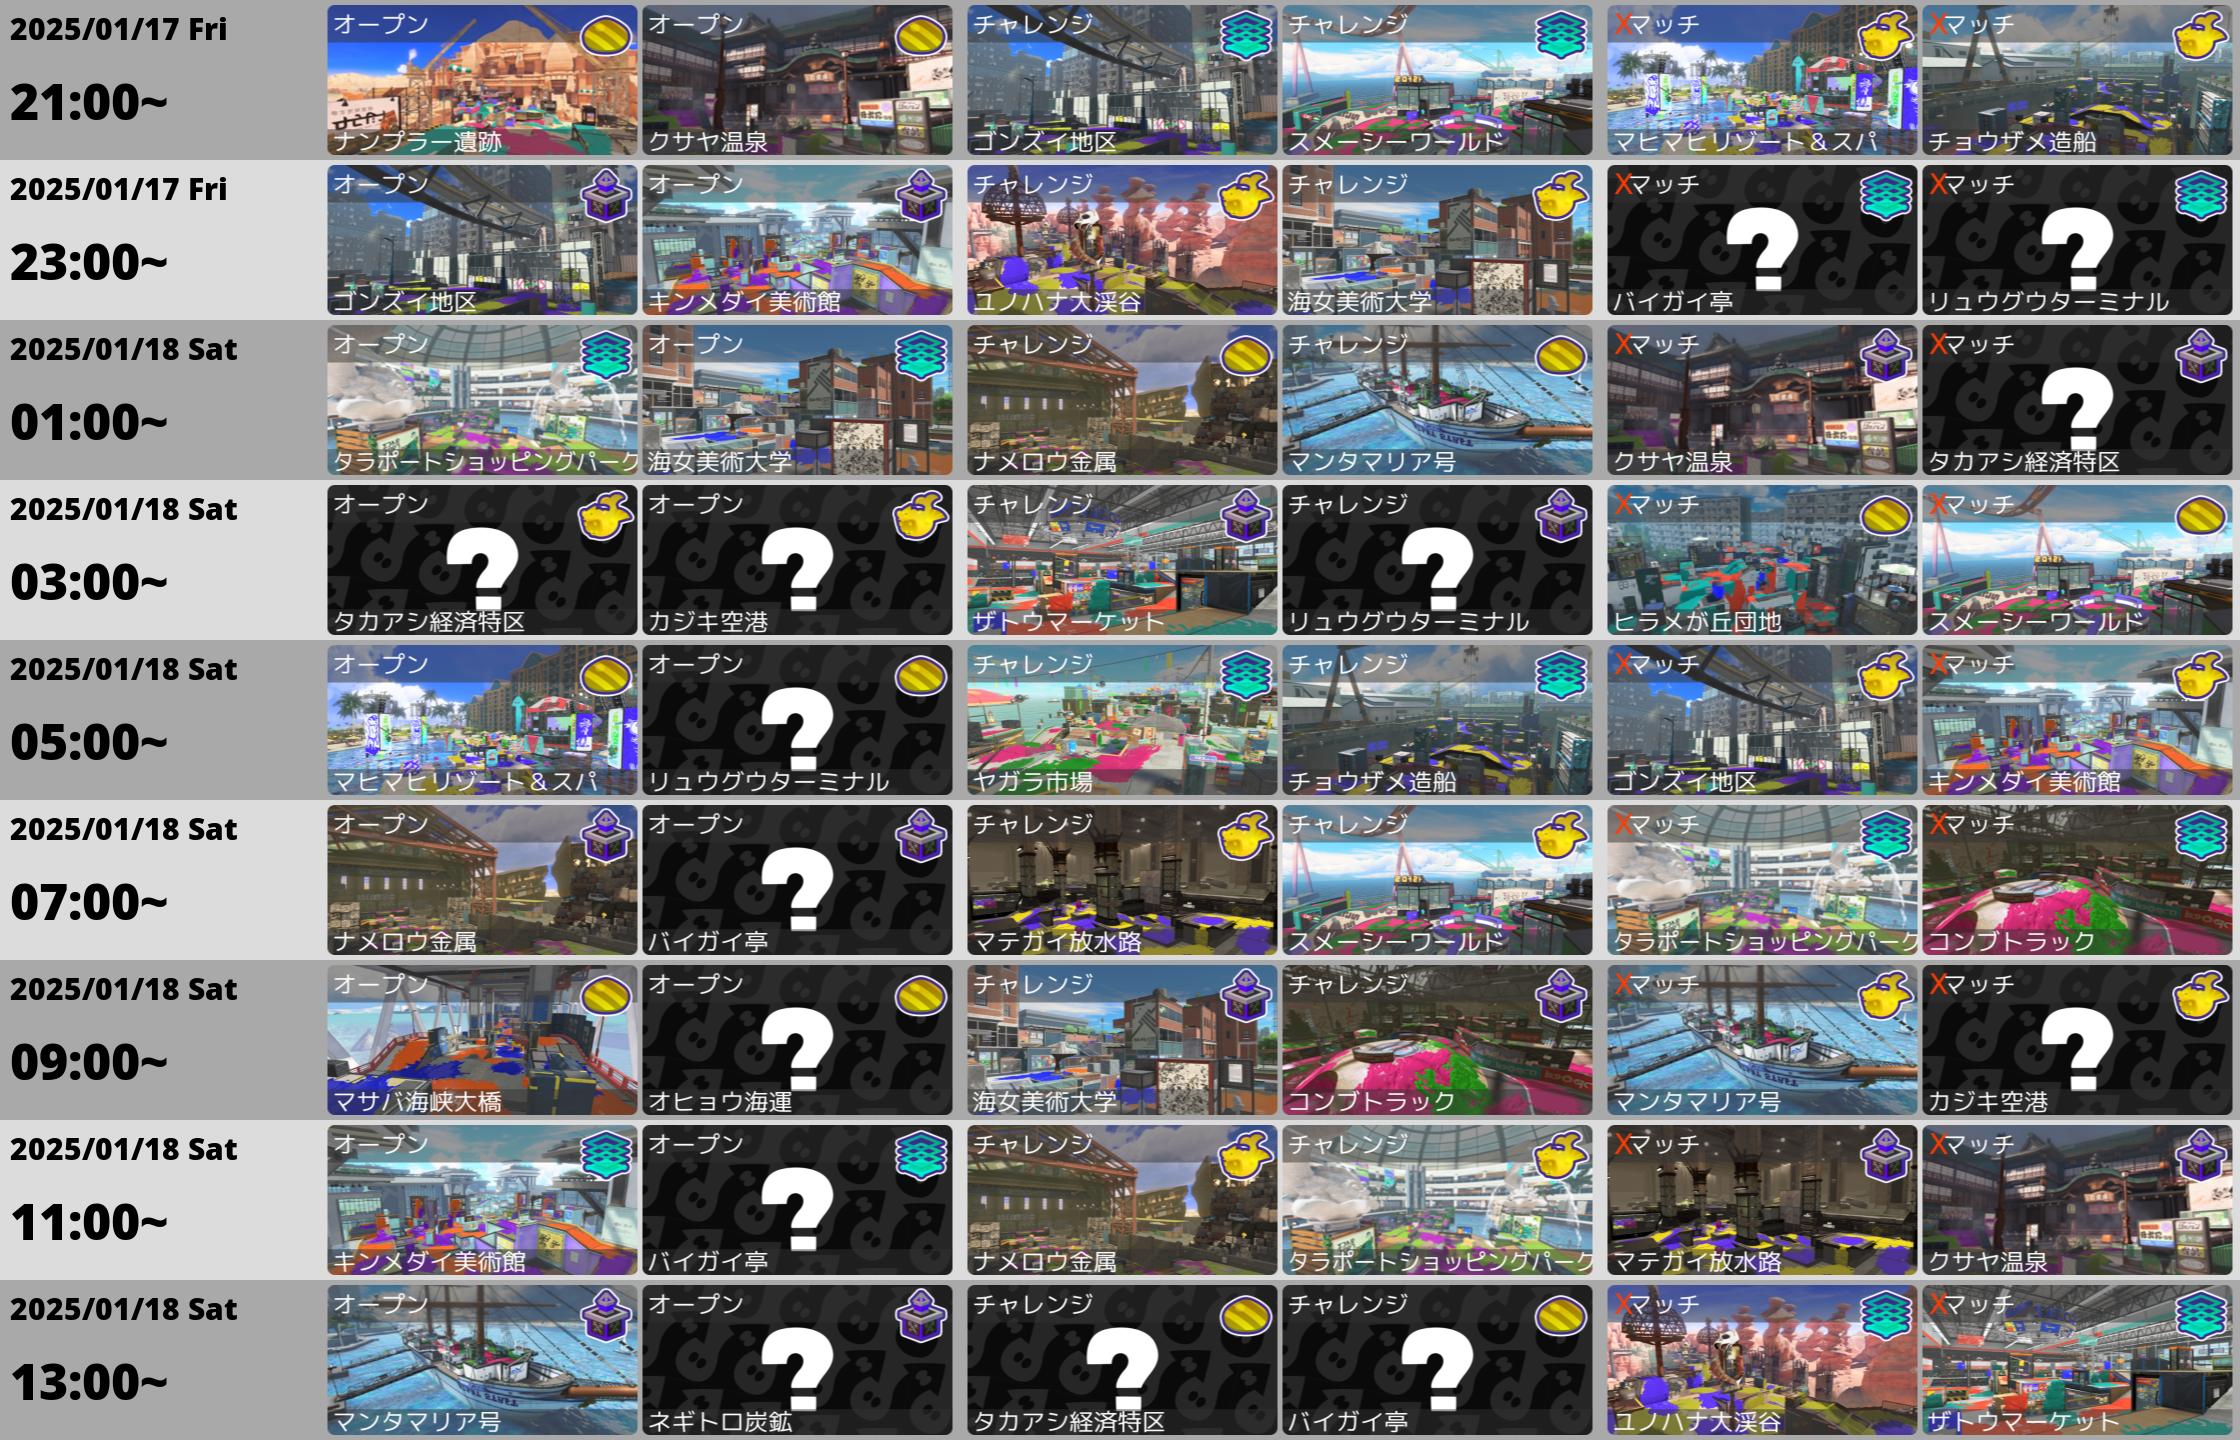 2025/01/17 Fri
21:00~
オープン
ナンプラー遺跡
オープン
クサヤ温泉
チャレンジ
ゴンズイ地区
チャレンジ
スメーシーワールド
Xマッチ
マヒマヒリゾート＆スパ
Xマッチ
チョウザメ造船
2025/01/17 Fri
23:00~
オープン
ゴンズイ地区
オープン
キンメダイ美術館
チャレンジ
ユノハナ大渓谷
チャレンジ
海女美術大学
Xマッチ
?
バイガイ亭
Xマッチ
?
リュウグウターミナル
2025/01/18 Sat
01:00~
オープン
タラポートショッピングパーク
オープン
海女美術大学
チャレンジ
ナメロウ金属
チャレンジ
マンタマリア号
Xマッチ
クサヤ温泉
Xマッチ
?
タカアシ経済特区
2025/01/18 Sat
03:00~
オープン
?
タカアシ経済特区
オープン
?
カジキ空港
チャレンジ
ザトウマーケット
チャレンジ
?
リュウグウターミナル
Xマッチ
ヒラメが丘団地
Xマッチ
スメーシーワールド
2025/01/18 Sat
05:00~
オープン
マヒマヒリゾート＆スパ
オープン
?
リュウグウターミナル
チャレンジ
ヤガラ市場
チャレンジ
チョウザメ造船
Xマッチ
ゴンズイ地区
Xマッチ
キンメダイ美術館
2025/01/18 Sat
07:00~
オープン
ナメロウ金属
オープン
?
バイガイ亭
チャレンジ
マテガイ放水路
チャレンジ
スメーシーワールド
Xマッチ
タラポートショッピングパーク
Xマッチ
コンブトラック
2025/01/18 Sat
09:00~
オープン
マサバ海峡大橋
オープン
?
オヒョウ海運
チャレンジ
海女美術大学
チャレンジ
コンブトラック
Xマッチ
マンタマリア号
Xマッチ
?
カジキ空港
2025/01/18 Sat
11:00~
オープン
キンメダイ美術館
オープン
?
バイガイ亭
チャレンジ
ナメロウ金属
チャレンジ
タラポートショッピングパーク
Xマッチ
マテガイ放水路
Xマッチ
クサヤ温泉
2025/01/18 Sat
13:00~
オープン
マンタマリア号
オープン
?
ネギトロ炭鉱
チャレンジ
?
タカアシ経済特区
チャレンジ
?
バイガイ亭
Xマッチ
ユノハナ大渓谷
Xマッチ
ザトウマーケット